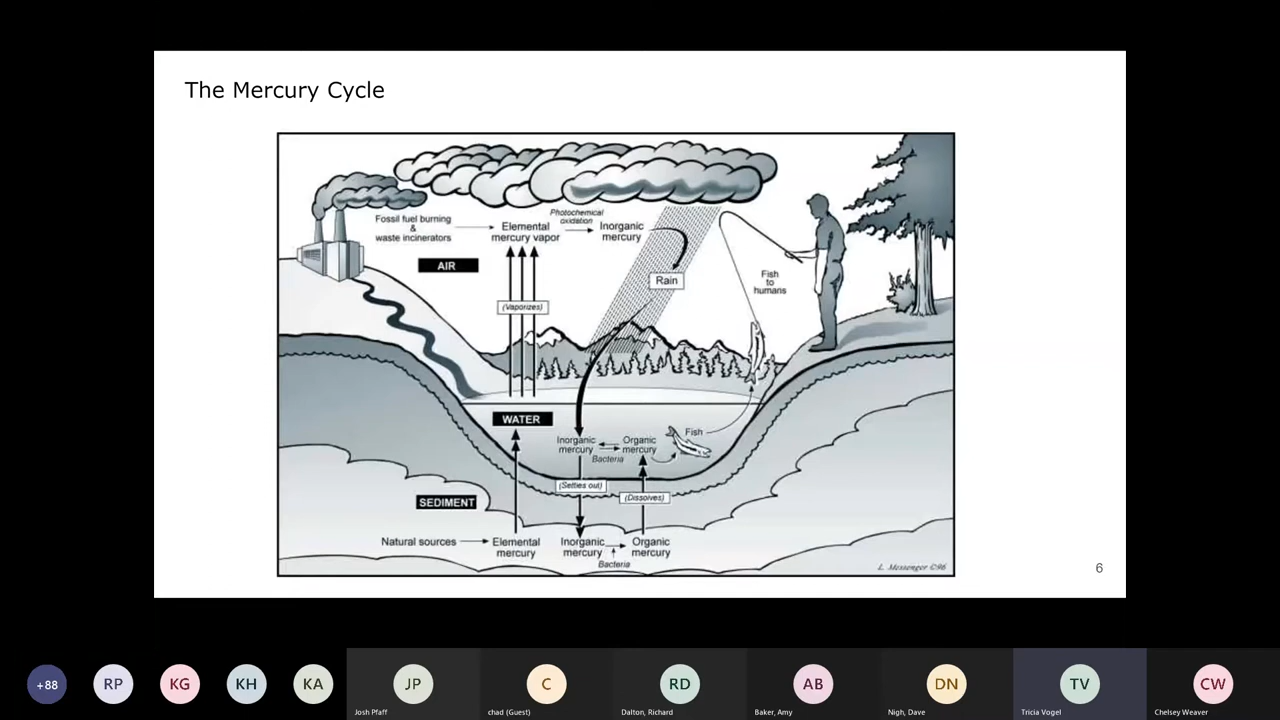 The Mercury Cycle
Fossil fuel burning
&
waste incinerators
Elemental
mercury vapor
Photochemical
oxidation
Inorganic
mercury
AIR
Rain
Fish
to
humans
(Vaporizes)
WATER
Inorganic
mercury
Organic
mercury
Bacteria
Fish
(Settles out)
(Dissolves)
SEDIMENT
Natural sources
Elemental
mercury
Inorganic
mercury
Organic
mercury
Bacteria
L. Messenger ©96
6
+88
RP
KG
KH
KA
JP
C
RD
AB
DN
TV
CW
Josh Pfaff
chad (Guest)
Dalton, Richard
Baker, Amy
Nigh, Dave
Tricia Vogel
Chelsey Weaver